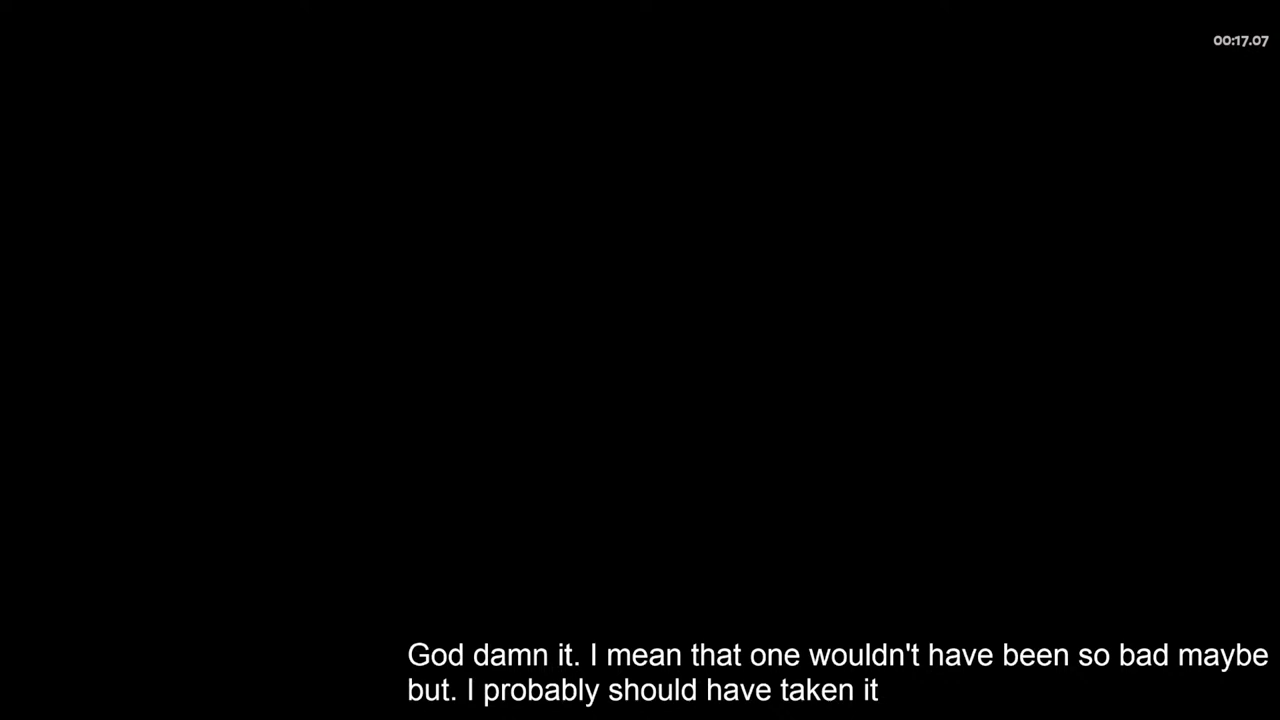 00:17.07
God damn it. I mean that one wouldn't have been so bad maybe
but. I probably should have taken it